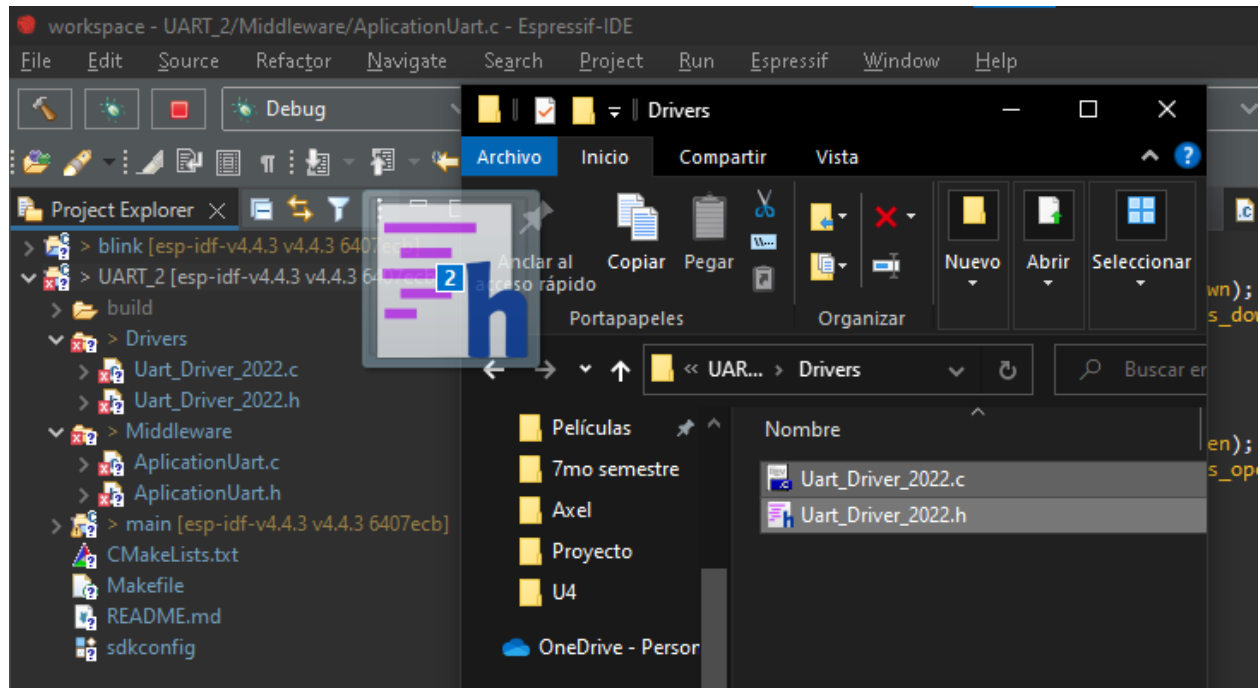 workspace - UART_2/Middleware/AplicationUart.c - Espressif-IDE
File Edit Source Refactor Navigate Search Project Run Espressif Window Help
Debug
Project Explorer
> blink [esp-idf-v4.4.3 v4.4.3 6407ecb]
> UART_2 [esp-idf-v4.4.3 v4.4.3 6407ecb]
build
> Drivers
Uart_Driver_2022.c
Uart_Driver_2022.h
> Middleware
AplicationUart.c
AplicationUart.h
> main [esp-idf-v4.4.3 v4.4.3 6407ecb]
CMakeLists.txt
Makefile
README.md
sdkconfig
2
Drivers
Archivo Inicio Compartir Vista
Anclar al
acceso rápido
Copiar
Pegar
Nuevo
Abrir
Seleccionar
Portapapeles
Organizar
« UAR... > Drivers
Buscar en
Películas
7mo semestre
Axel
Proyecto
U4
OneDrive - Person
Nombre
Uart_Driver_2022.c
Uart_Driver_2022.h
wn);
s_dow
en);
s_ope